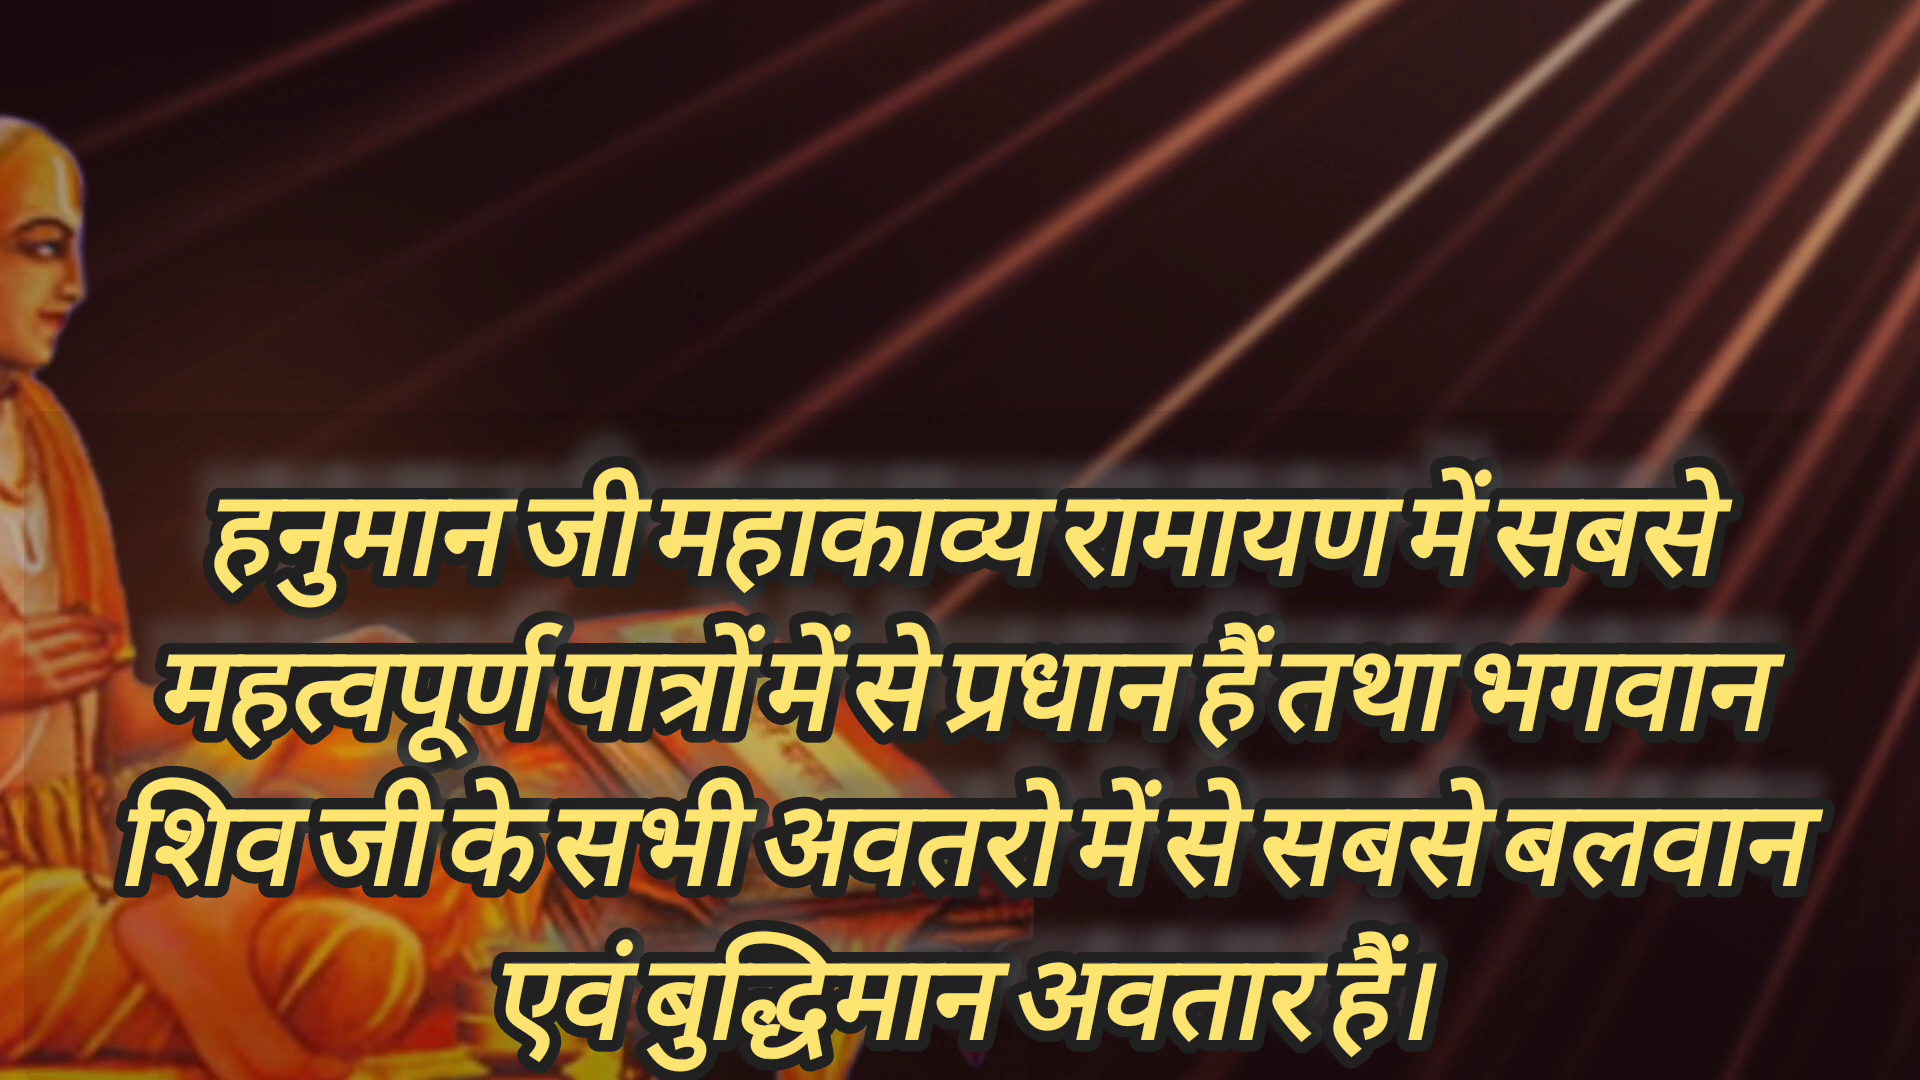 हनुमान जी महाकाव्य रामायण में सबसे
महत्वपूर्ण पात्रों में से प्रधान हैं तथा भगवान
शिव जी के सभी अवतरो में से सबसे बलवान
एवं बुद्धिमान अवतार हैं।